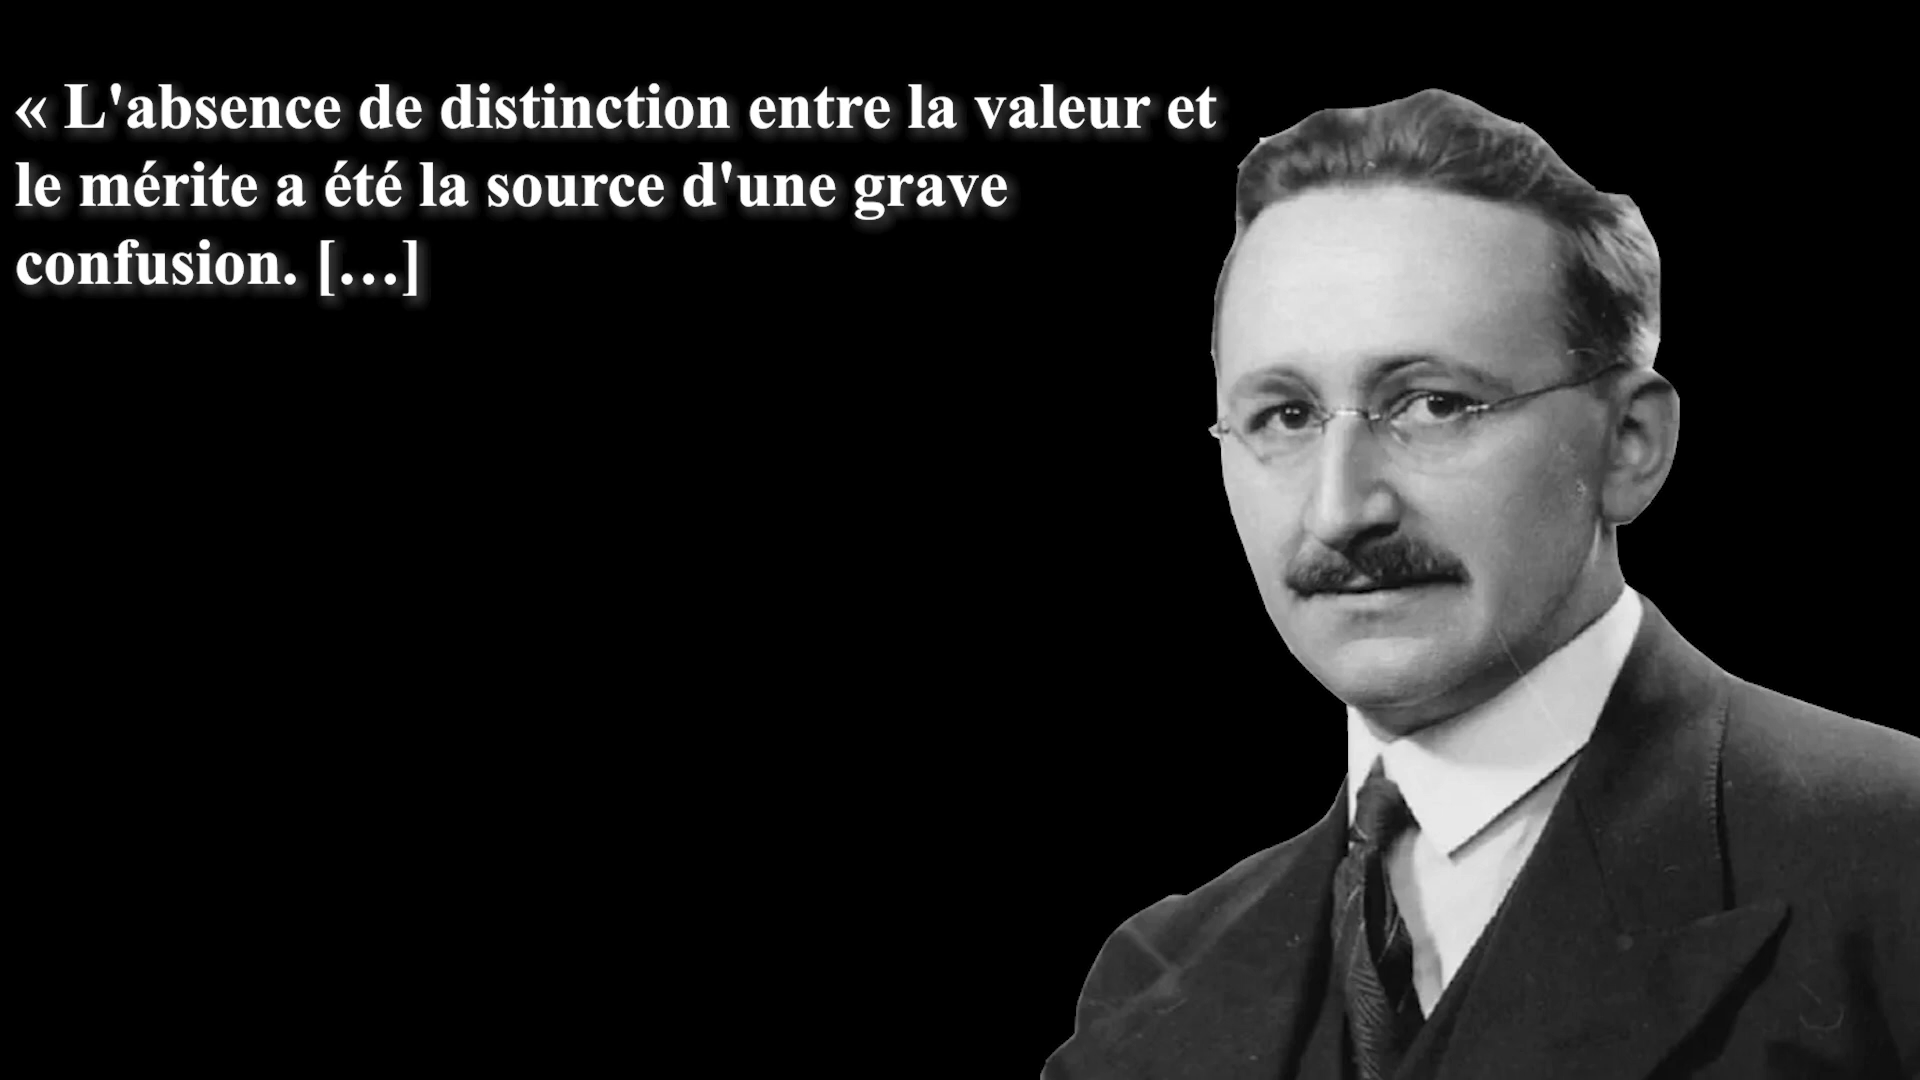 « L'absence de distinction entre la valeur et
le mérite a été la source d'une grave
confusion. […]